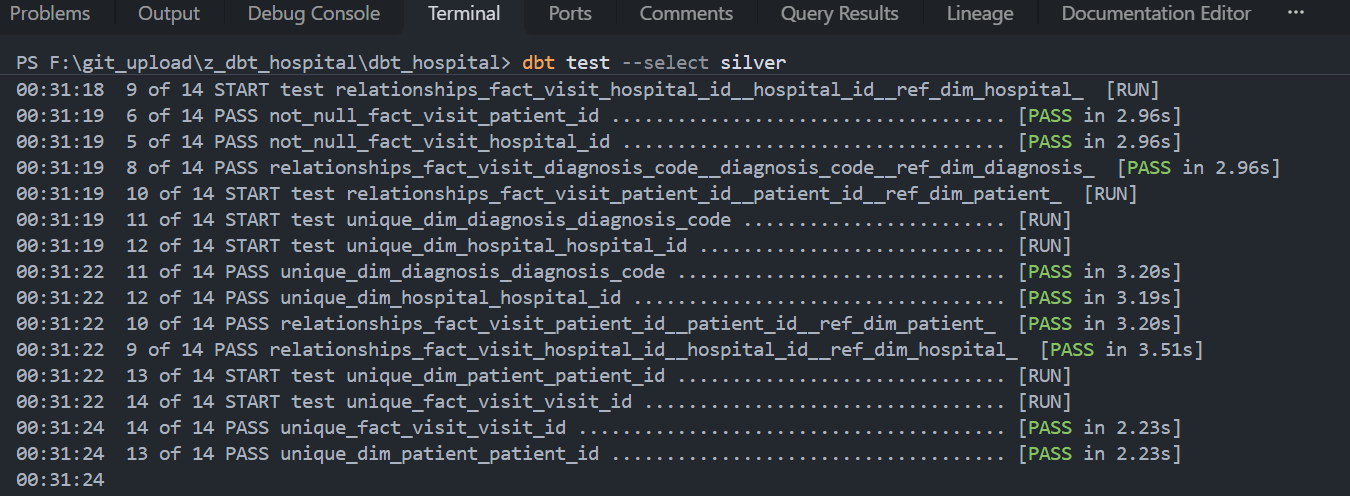 Problems Output Debug Console Terminal Ports Comments Query Results Lineage Documentation Editor ...
PS F:\git_upload\z_dbt_hospital\dbt_hospital> dbt test --select silver
00:31:18  9 of 14 START test relationships_fact_visit_hospital_id__hospital_id__ref_dim_hospital_  [RUN]
00:31:19  6 of 14 PASS not_null_fact_visit_patient_id .................................... [PASS in 2.96s]
00:31:19  5 of 14 PASS not_null_fact_visit_hospital_id ................................... [PASS in 2.96s]
00:31:19  8 of 14 PASS relationships_fact_visit_diagnosis_code__diagnosis_code__ref_dim_diagnosis_  [PASS in 2.96s]
00:31:19  10 of 14 START test relationships_fact_visit_patient_id__patient_id__ref_dim_patient_  [RUN]
00:31:19  11 of 14 START test unique_dim_diagnosis_diagnosis_code ........................ [RUN]
00:31:19  12 of 14 START test unique_dim_hospital_hospital_id ............................ [RUN]
00:31:22  11 of 14 PASS unique_dim_diagnosis_diagnosis_code .............................. [PASS in 3.20s]
00:31:22  12 of 14 PASS unique_dim_hospital_hospital_id .................................. [PASS in 3.19s]
00:31:22  10 of 14 PASS relationships_fact_visit_patient_id__patient_id__ref_dim_patient_  [PASS in 3.20s]
00:31:22  9 of 14 PASS relationships_fact_visit_hospital_id__hospital_id__ref_dim_hospital_  [PASS in 3.51s]
00:31:22  13 of 14 START test unique_dim_patient_patient_id .............................. [RUN]
00:31:22  14 of 14 START test unique_fact_visit_visit_id ................................. [RUN]
00:31:24  14 of 14 PASS unique_fact_visit_visit_id ....................................... [PASS in 2.23s]
00:31:24  13 of 14 PASS unique_dim_patient_patient_id .................................... [PASS in 2.23s]
00:31:24